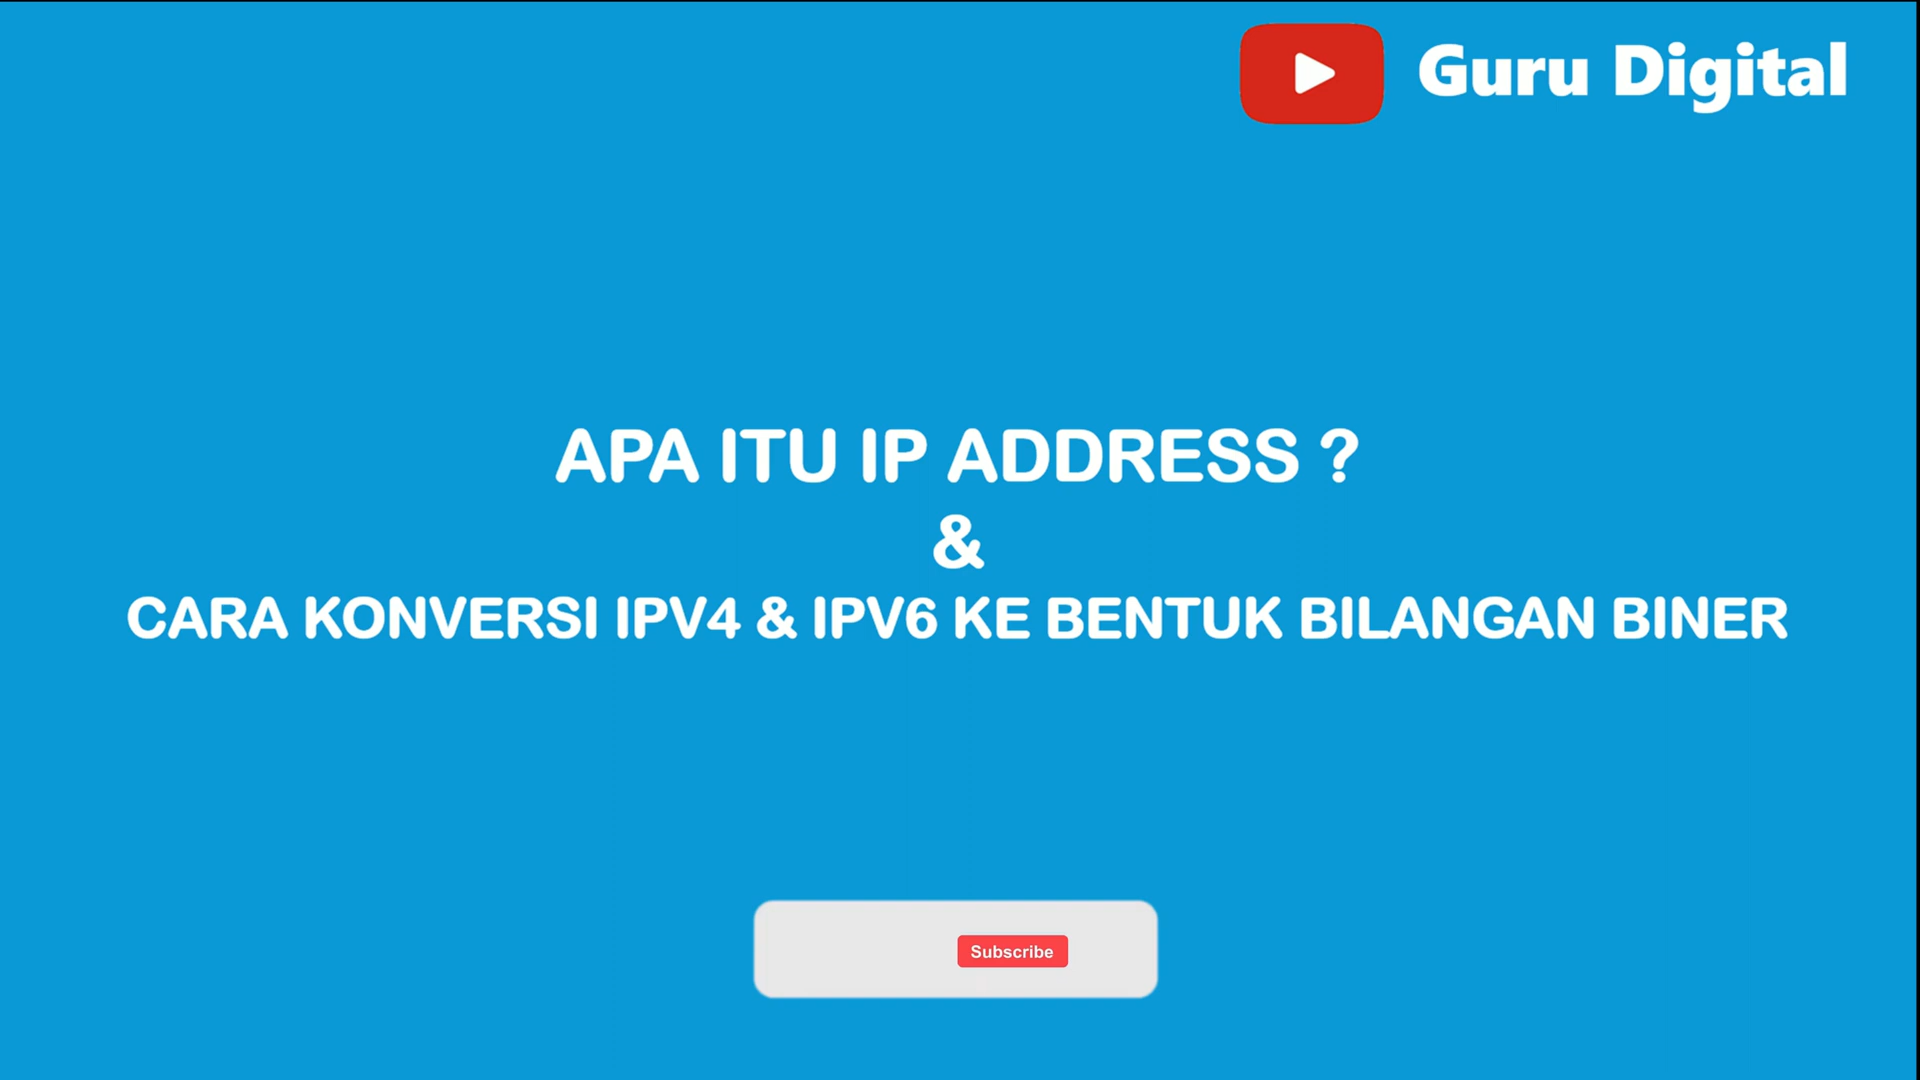 Guru Digital
APA ITU IP ADDRESS ?
&
CARA KONVERSI IPV4 & IPV6 KE BENTUK BILANGAN BINER
Subscribe